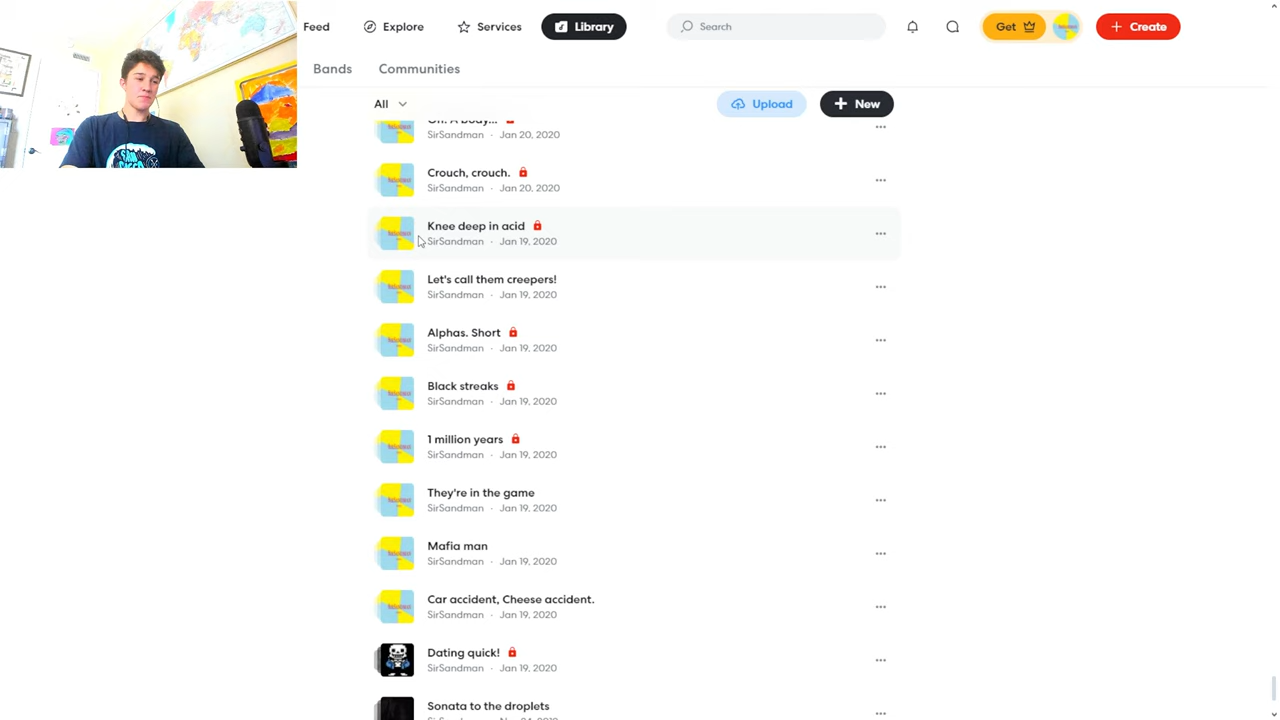 Feed
Explore
Services
Library
Search
Get
Create
Bands
Communities
All
Upload
New
Oh! A Body...
SirSandman · Jan 20, 2020
Crouch, crouch.
SirSandman · Jan 20, 2020
Knee deep in acid
SirSandman · Jan 19, 2020
Let's call them creepers!
SirSandman · Jan 19, 2020
Alphas. Short
SirSandman · Jan 19, 2020
Black streaks
SirSandman · Jan 19, 2020
1 million years
SirSandman · Jan 19, 2020
They're in the game
SirSandman · Jan 19, 2020
Mafia man
SirSandman · Jan 19, 2020
Car accident, Cheese accident.
SirSandman · Jan 19, 2020
Dating quick!
SirSandman · Jan 19, 2020
Sonata to the droplets